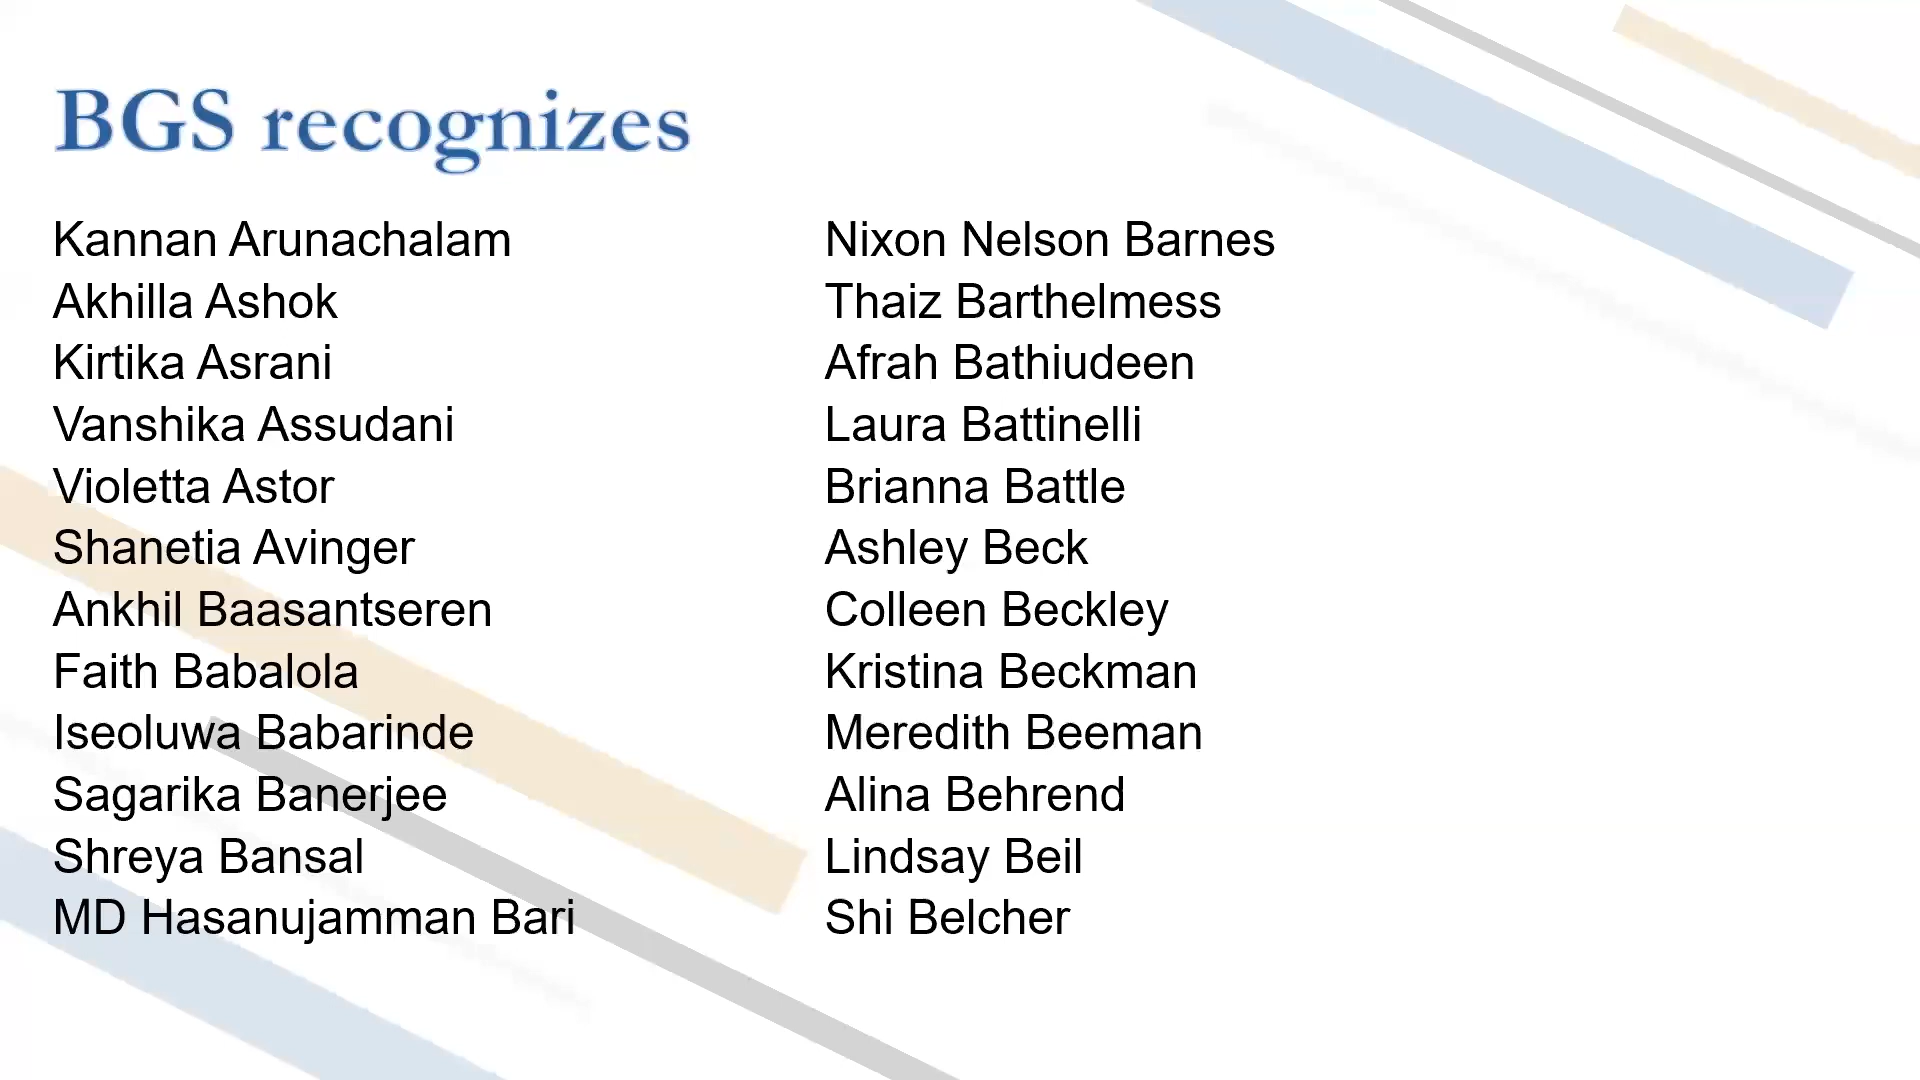 BGS recognizes
Kannan Arunachalam
Akhilla Ashok
Kirtika Asrani
Vanshika Assudani
Violetta Astor
Shanetia Avinger
Ankhil Baasantseren
Faith Babalola
Iseoluwa Babarinde
Sagarika Banerjee
Shreya Bansal
MD Hasanujamman Bari
Nixon Nelson Barnes
Thaiz Barthelmess
Afrah Bathiudeen
Laura Battinelli
Brianna Battle
Ashley Beck
Colleen Beckley
Kristina Beckman
Meredith Beeman
Alina Behrend
Lindsay Beil
Shi Belcher